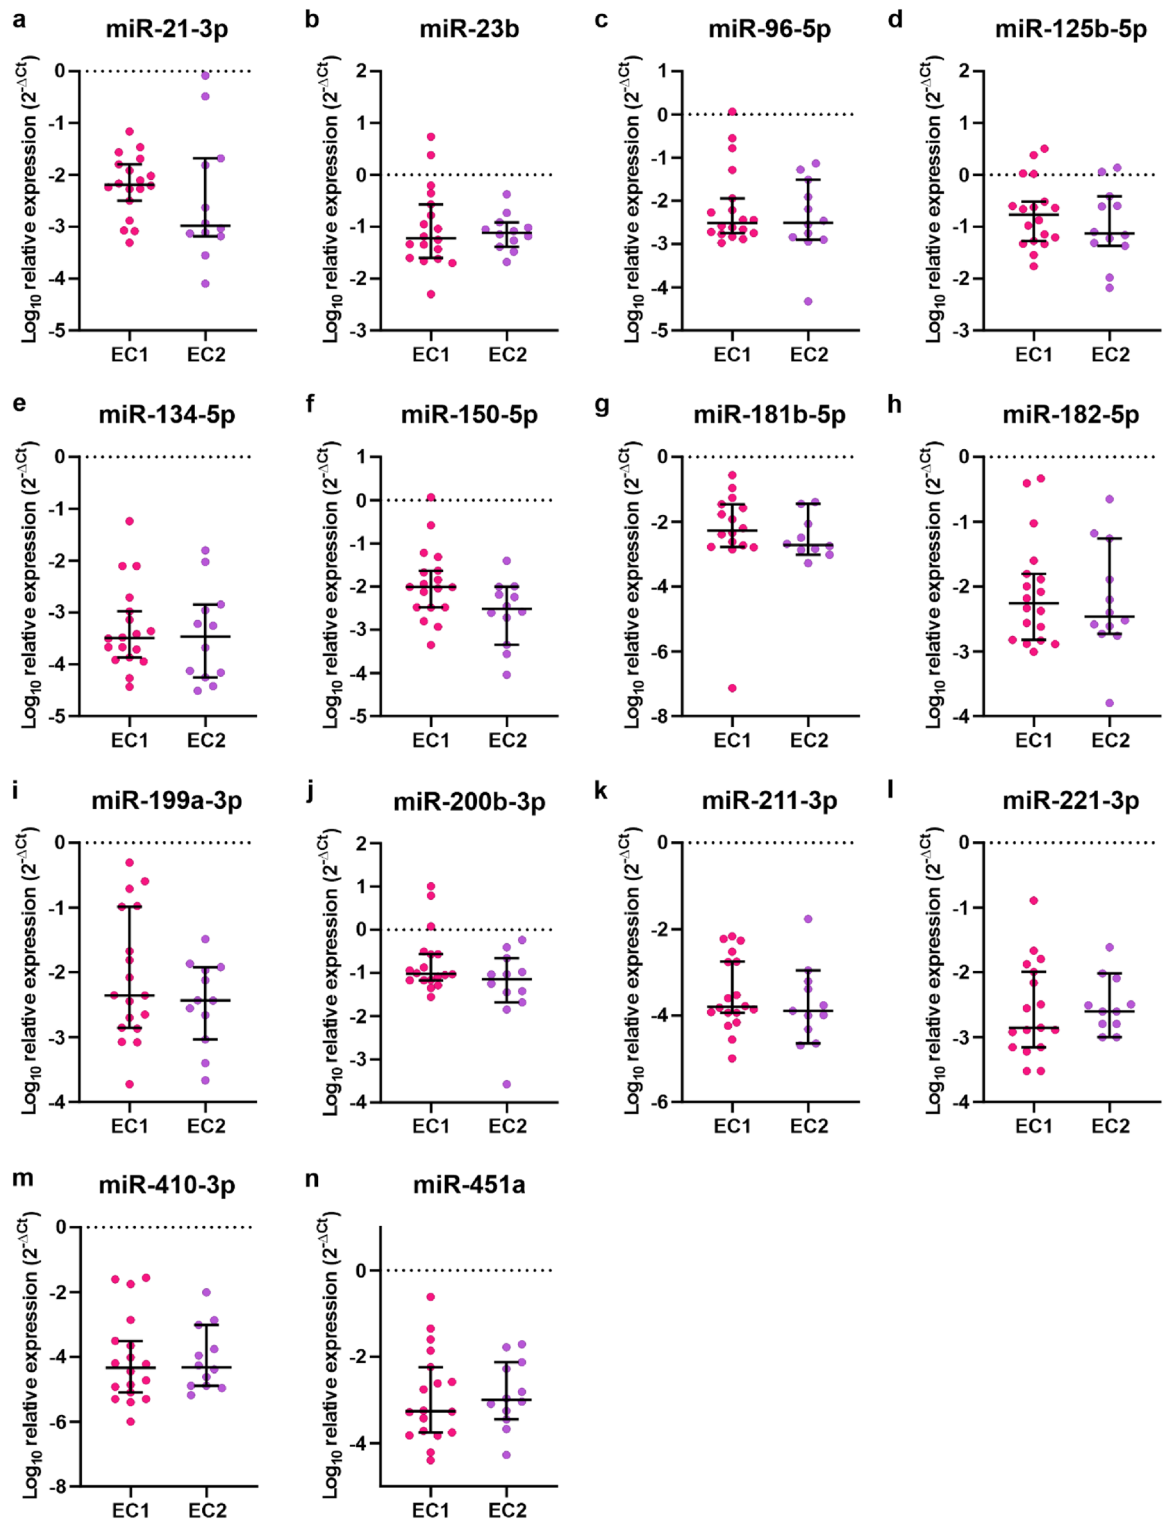 a miR-21-3p
Log10 relative expression (2-ΔCt)
0
-1
-2
-3
-4
-5
EC1 EC2
b miR-23b
Log10 relative expression (2-ΔCt)
2
1
0
-1
-2
-3
EC1 EC2
c miR-96-5p
Log10 relative expression (2-ΔCt)
1
0
-1
-2
-3
-4
-5
EC1 EC2
d miR-125b-5p
Log10 relative expression (2-ΔCt)
2
1
0
-1
-2
-3
EC1 EC2
e miR-134-5p
Log10 relative expression (2-ΔCt)
0
-1
-2
-3
-4
-5
EC1 EC2
f miR-150-5p
Log10 relative expression (2-ΔCt)
1
0
-1
-2
-3
-4
-5
EC1 EC2
g miR-181b-5p
Log10 relative expression (2-ΔCt)
0
-2
-4
-6
-8
EC1 EC2
h miR-182-5p
Log10 relative expression (2-ΔCt)
0
-1
-2
-3
-4
EC1 EC2
i miR-199a-3p
Log10 relative expression (2-ΔCt)
0
-1
-2
-3
-4
EC1 EC2
j miR-200b-3p
Log10 relative expression (2-ΔCt)
2
1
0
-1
-2
-3
-4
EC1 EC2
k miR-211-3p
Log10 relative expression (2-ΔCt)
0
-2
-4
-6
EC1 EC2
l miR-221-3p
Log10 relative expression (2-ΔCt)
0
-1
-2
-3
-4
EC1 EC2
m miR-410-3p
Log10 relative expression (2-ΔCt)
0
-2
-4
-6
-8
EC1 EC2
n miR-451a
Log10 relative expression (2-ΔCt)
0
-2
-4
EC1 EC2